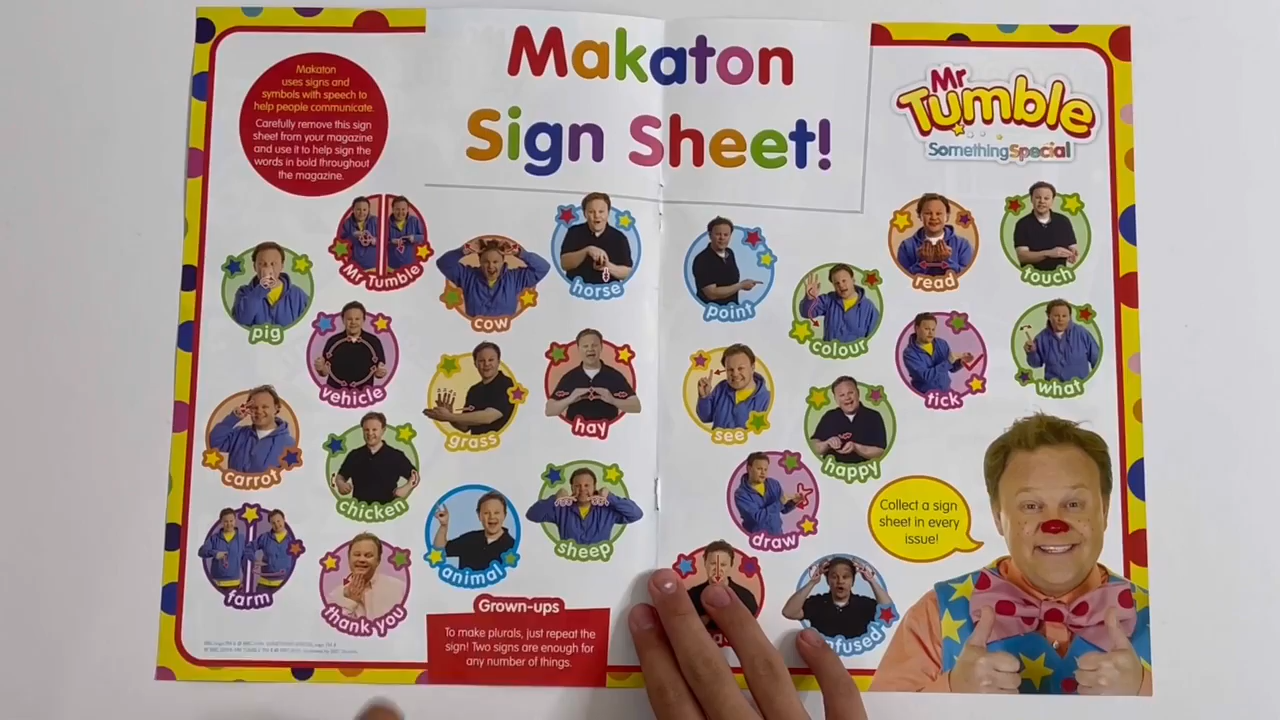 Makaton
Sign Sheet!
Makaton
uses signs and
symbols with speech to
help people communicate.
Carefully remove this sign
sheet from your magazine
and use it to help sign the
words in bold throughout
the magazine.
Mr
Tumble
SomethingSpecial
pig
Mr Tumble
cow
horse
vehicle
grass
hay
carrot
chicken
animal
sheep
farm
thank you
point
colour
read
touch
see
happy
tick
what
draw
Grown-ups
To make plurals, just repeat the
sign! Two signs are enough for
any number of things.
Collect a sign
sheet in every
issue!